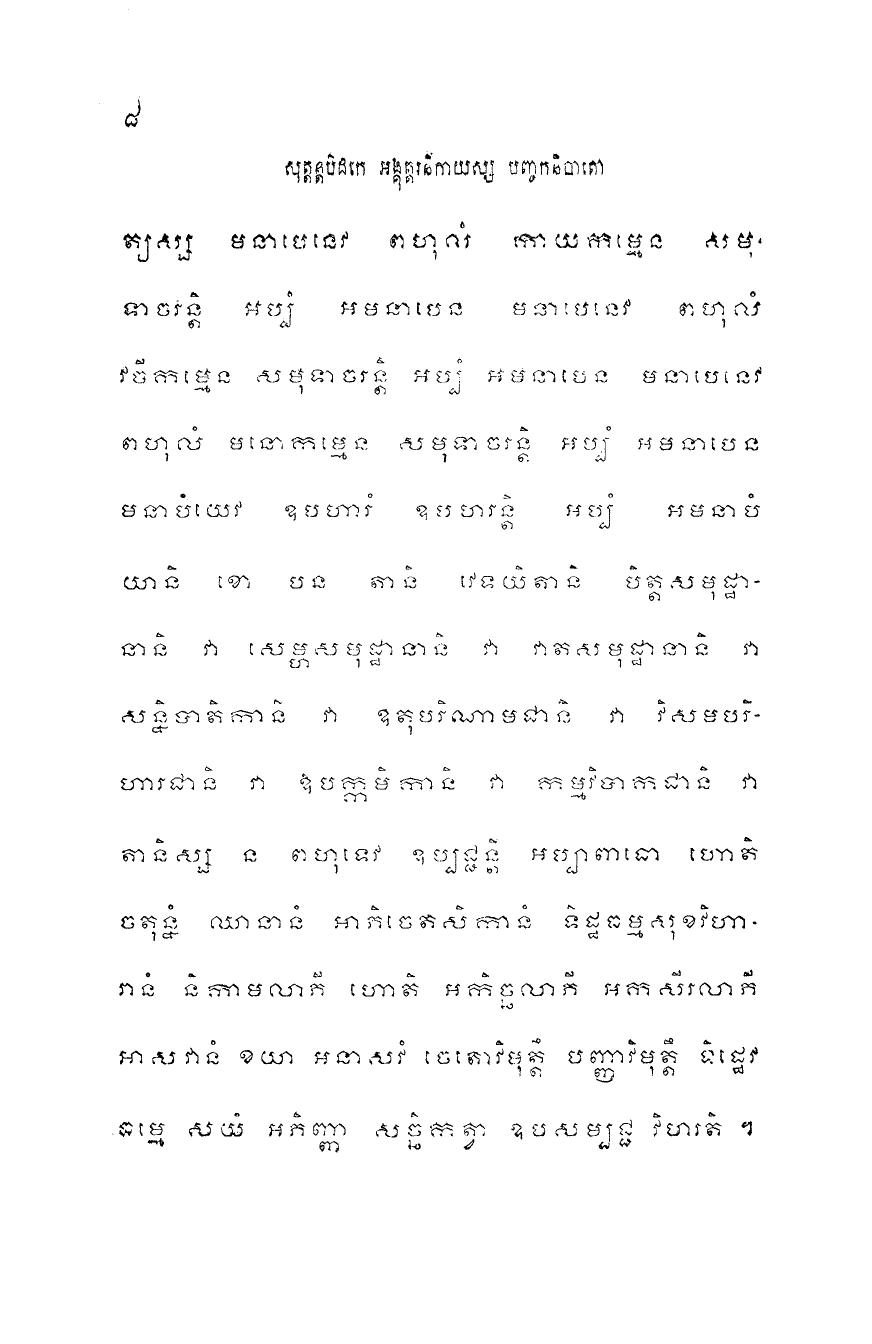 ៨
សុត្តន្តបិដកេ អង្គុត្តរនិកាយស្ស បញ្ចកនិបាតោ
ត្យស្ស មនាបេនេវ ពហុលំ កាយកម្មេន សមុ-
ទាចរន្តិ អប្បំ អមនាបេន មនាបេនេវ ពហុលំ
វចីកម្មេន សមុទាចរន្តិ អប្បំ អមនាបេន មនាបេនេវ
ពហុលំ មនោកម្មេន សមុទាចរន្តិ អប្បំ អមនាបេន
មនាបំយេវ ឧបហារំ ឧបហរន្តិ អប្បំ អមនាបំ
យានិ ខោ បន តានិ វេទយិតានិ បិត្តសមុដ្ឋា-
នានិ វា សេម្ហសមុដ្ឋានានិ វា វាតសមុដ្ឋានានិ វា
សន្និបាតិកានិ វា ឧតុបរិណាមជានិ វា វិសមបរិ-
ហារជានិ វា ឱបក្កមិកានិ វា កម្មវិបាកជានិ វា
តានិស្ស ន ពហុទេវ ឧប្បជ្ជន្តិ អប្បាពាធោ ហោតិ
ចតុន្នំ ឈានានំ អាភិចេតសិកានំ ទិដ្ឋធម្មសុខវិហា-
រានំ និកាមលាភី ហោតិ អកិច្ឆលាភី អកសិរលាភី
អាសវានំ ខយា អនាសវំ ចេតោវិមុត្តឹ បញ្ញាវិមុត្តឹ ទិដ្ឋេវ
ធម្មេ សយំ អភិញ្ញា សច្ឆិកត្វា ឧបសម្បជ្ជ វិហរតិ ។